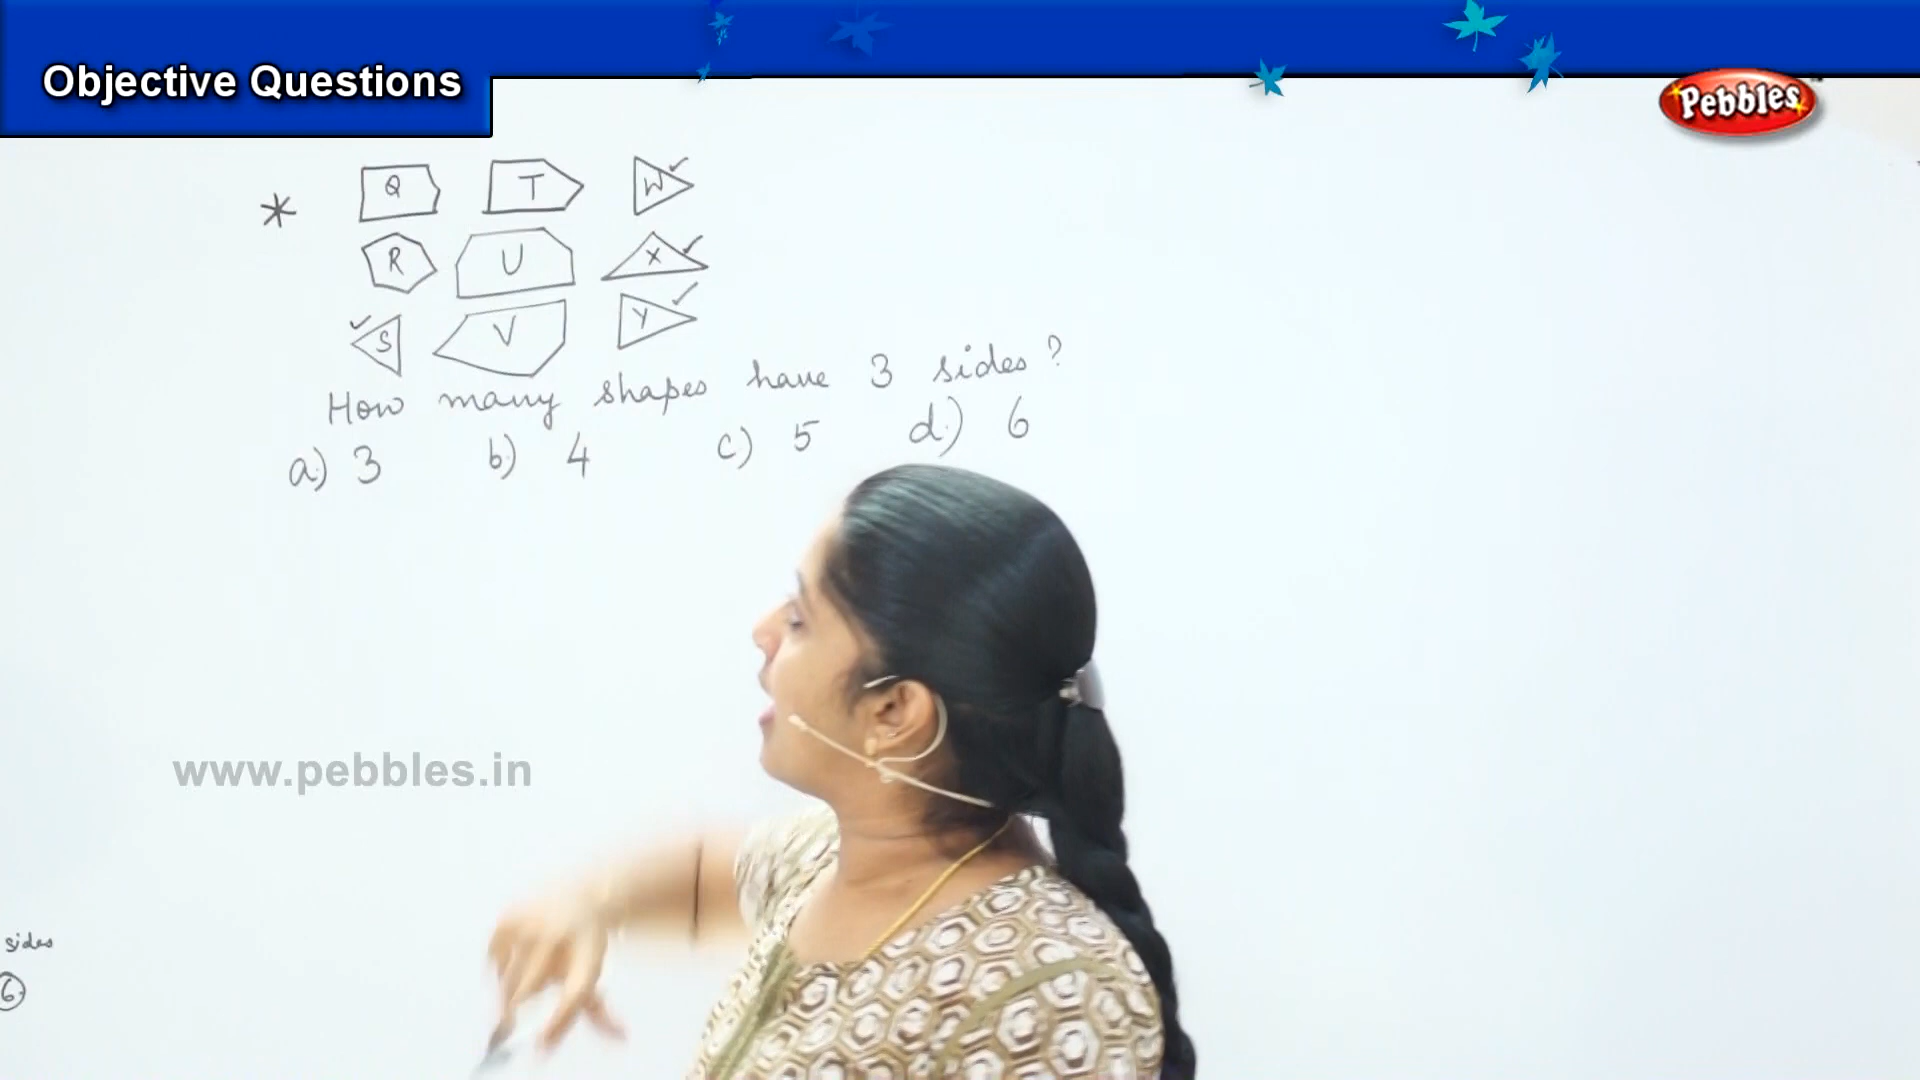 Objective Questions
Pebbles
* Q T W
R U X
S V Y
How many shapes have 3 sides?
a) 3 b) 4 c) 5 d.) 6
www.pebbles.in
sides
6